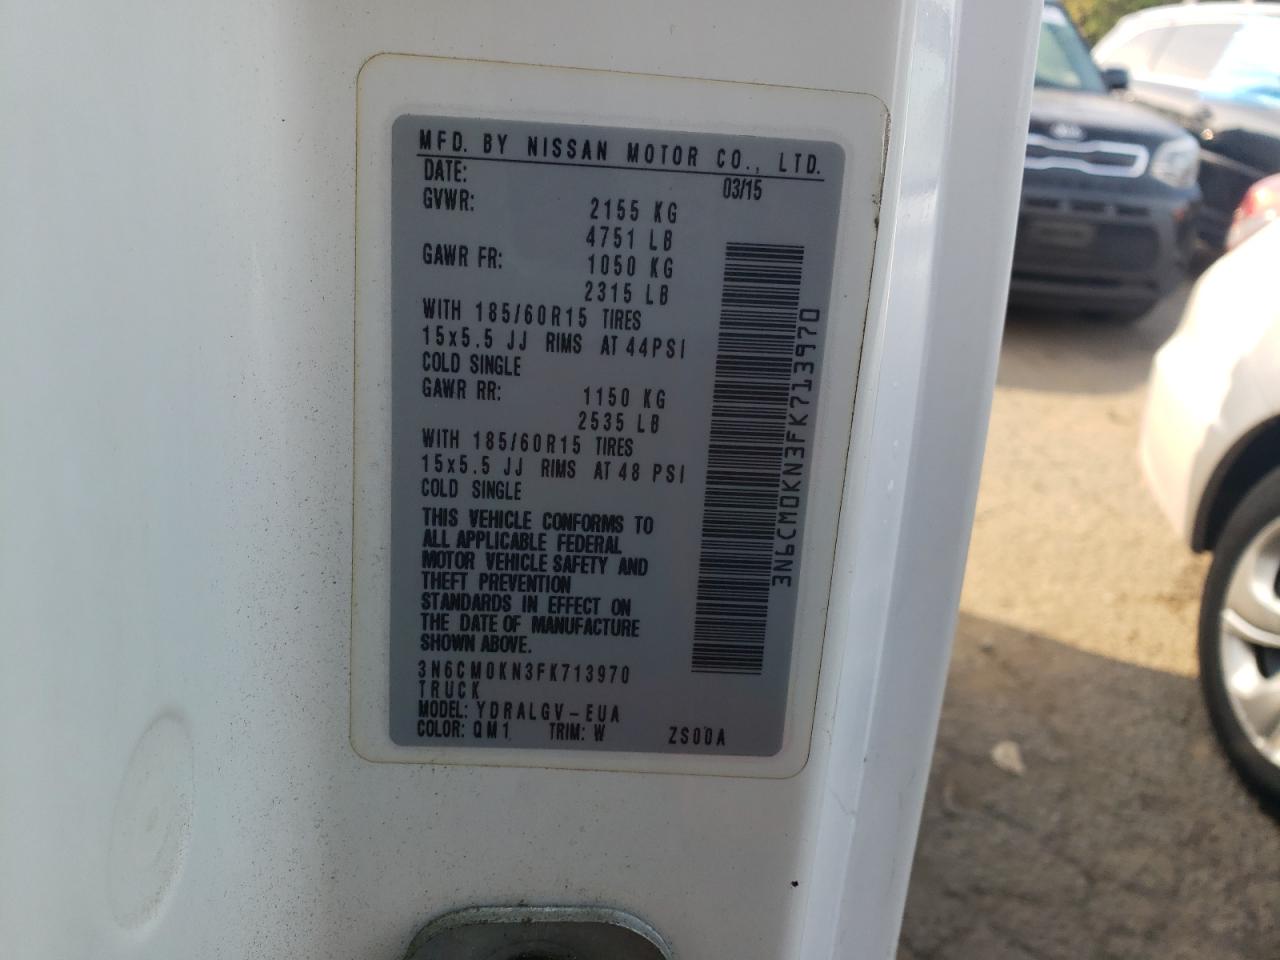 MFD. BY NISSAN MOTOR CO., LTD.
DATE: 03/15
GVWR: 2155 KG
4751 LB
GAWR FR: 1050 KG
2315 LB
WITH 185/60R15 TIRES
15x5.5 JJ RIMS AT 44PSI
COLD SINGLE
GAWR RR: 1150 KG
2535 LB
WITH 185/60R15 TIRES
15x5.5 JJ RIMS AT 48 PSI
COLD SINGLE
THIS VEHICLE CONFORMS TO
ALL APPLICABLE FEDERAL
MOTOR VEHICLE SAFETY AND
THEFT PREVENTION
STANDARDS IN EFFECT ON
THE DATE OF MANUFACTURE
SHOWN ABOVE.
3N6CM0KN3FK713970
TRUCK
MODEL: YDRALGV-EUA
COLOR: QM1 TRIM: W ZS00A
3N6CM0KN3FK713970